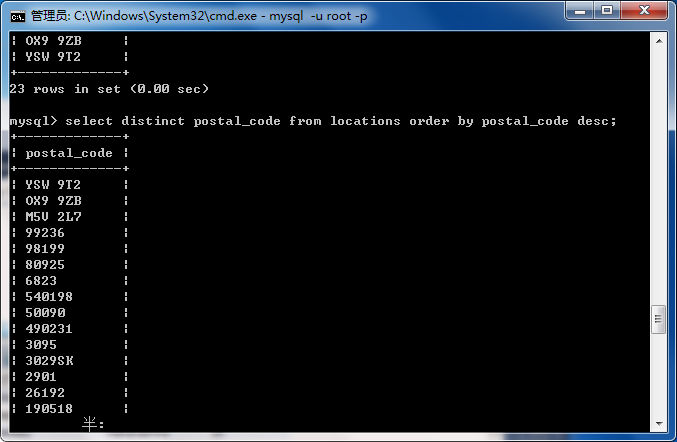 管理员: C:\Windows\System32\cmd.exe - mysql  -u root -p
¦ OX9 9ZB     ¦
¦ YSW 9T2     ¦
+-------------+
23 rows in set (0.00 sec)
mysql> select distinct postal_code from locations order by postal_code desc;
+-------------+
¦ postal_code ¦
+-------------+
¦ YSW 9T2     ¦
¦ OX9 9ZB     ¦
¦ M5V 2L7     ¦
¦ 99236       ¦
¦ 98199       ¦
¦ 80925       ¦
¦ 6823        ¦
¦ 540198      ¦
¦ 50090       ¦
¦ 490231      ¦
¦ 3095        ¦
¦ 3029SK      ¦
¦ 2901        ¦
¦ 26192       ¦
¦ 190518      ¦
半: